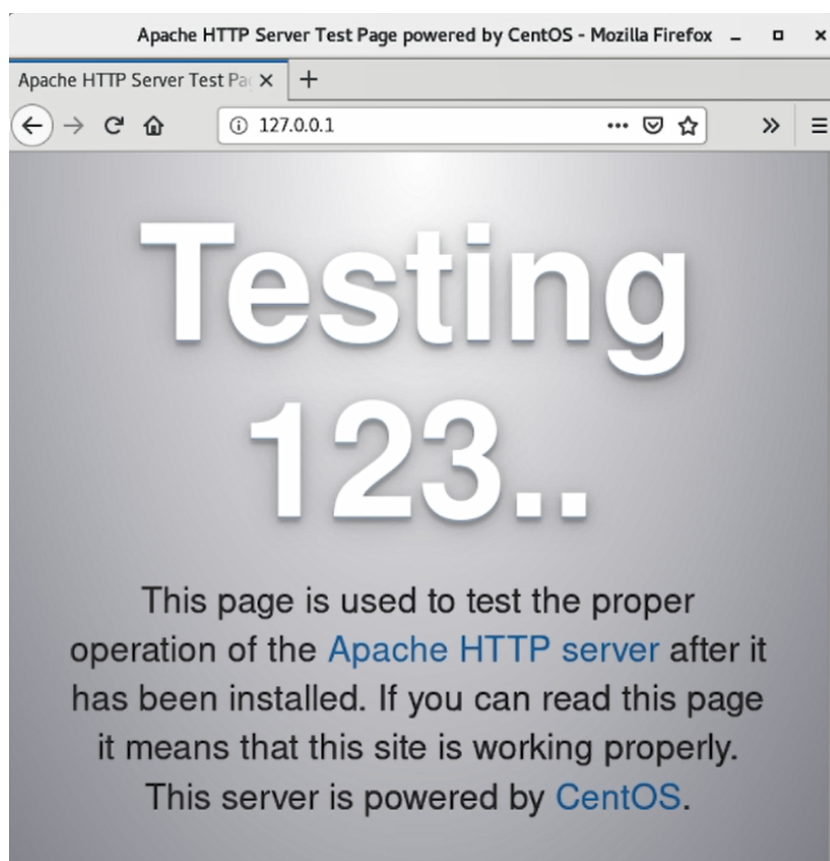 Apache HTTP Server Test Page powered by CentOS - Mozilla Firefox
Apache HTTP Server Test Pa
127.0.0.1
Testing
123..
This page is used to test the proper
operation of the Apache HTTP server after it
has been installed. If you can read this page
it means that this site is working properly.
This server is powered by CentOS.